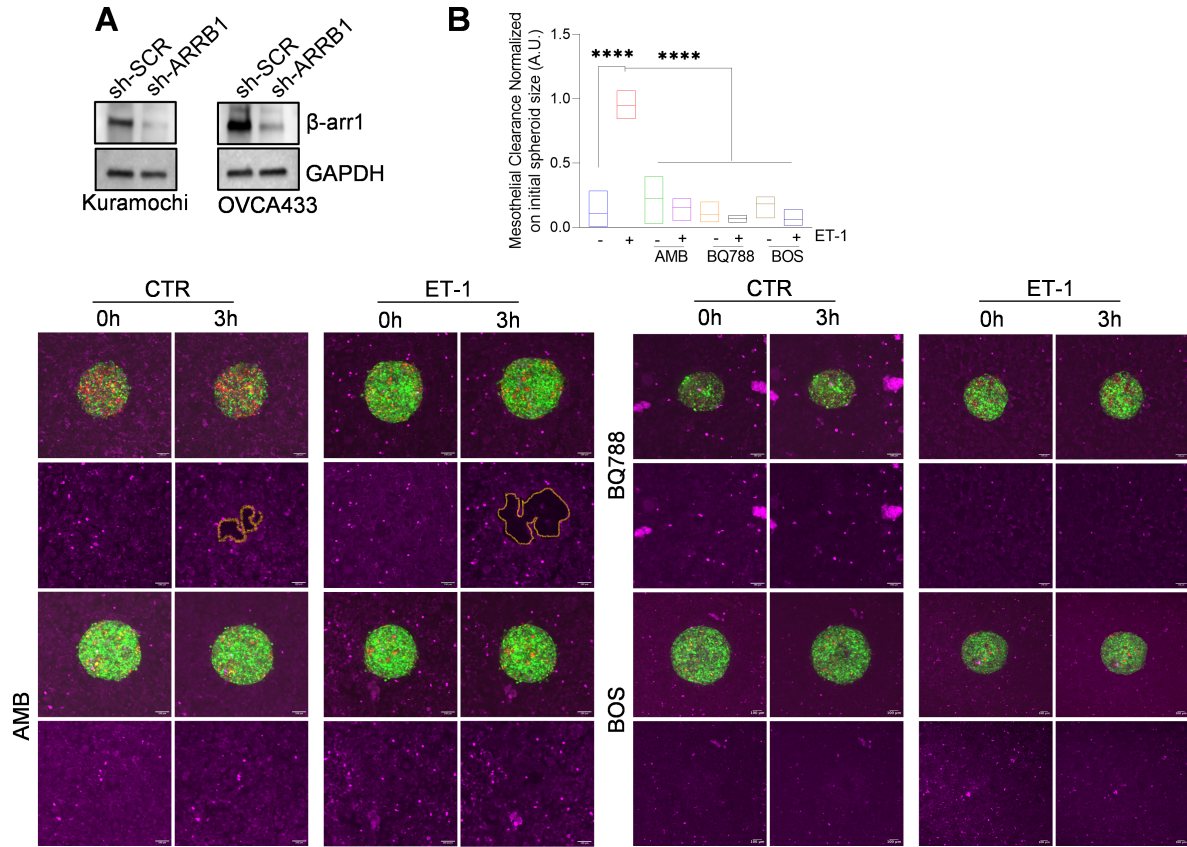 A
sh-SCR
sh-ARRB1
sh-SCR
sh-ARRB1
β-arr1
GAPDH
Kuramochi
OVCA433
B
Mesothelial Clearance Normalized
on initial spheroid size (A.U.)
1.5
1.0
0.5
0.0
****
****
- + - + - + - + ET-1
AMB BQ788 BOS
CTR
0h 3h
ET-1
0h 3h
CTR
0h 3h
ET-1
0h 3h
AMB
BQ788
BOS